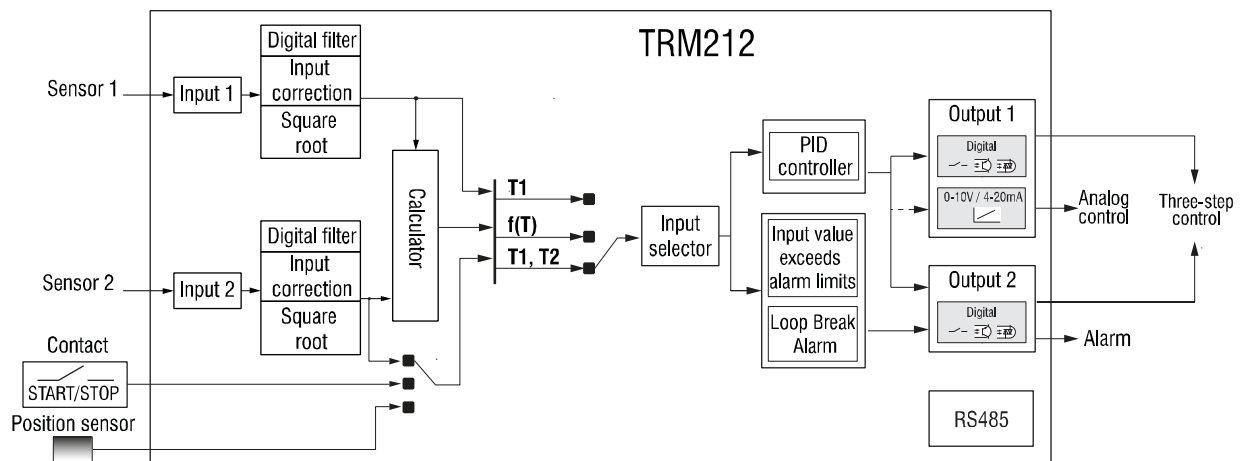 TRM212
Sensor 1
Input 1
Digital filter
Input
correction
Square
root
Calculator
Sensor 2
Input 2
Digital filter
Input
correction
Square
root
Contact
START/STOP
Position sensor
T1
f(T)
T1, T2
Input
selector
PID
controller
Input value
exceeds
alarm limits
Loop Break
Alarm
Output 1
Digital
0-10V / 4-20mA
Output 2
Digital
Analog
control
Three-step
control
Alarm
RS485